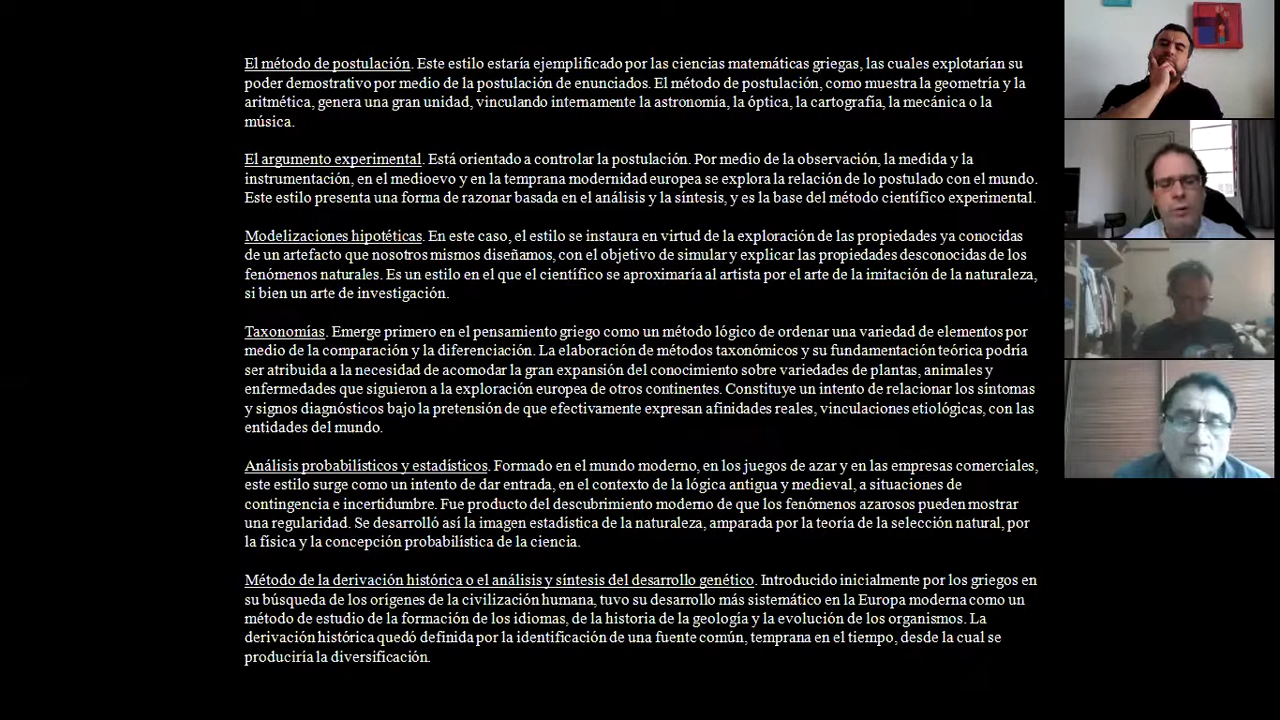 El método de postulación. Este estilo estaría ejemplificado por las ciencias matemáticas griegas, las cuales explotarían su
poder demostrativo por medio de la postulación de enunciados. El método de postulación, como muestra la geometría y la
aritmética, genera una gran unidad, vinculando internamente la astronomía, la óptica, la cartografía, la mecánica o la
música.
El argumento experimental. Está orientado a controlar la postulación. Por medio de la observación, la medida y la
instrumentación, en el medioevo y en la temprana modernidad europea se explora la relación de lo postulado con el mundo.
Este estilo presenta una forma de razonar basada en el análisis y la síntesis, y es la base del método científico experimental.
Modelizaciones hipotéticas. En este caso, el estilo se instaura en virtud de la exploración de las propiedades ya conocidas
de un artefacto que nosotros mismos diseñamos, con el objetivo de simular y explicar las propiedades desconocidas de los
fenómenos naturales. Es un estilo en el que el científico se aproximaría al artista por el arte de la imitación de la naturaleza,
si bien un arte de investigación.
Taxonomías. Emerge primero en el pensamiento griego como un método lógico de ordenar una variedad de elementos por
medio de la comparación y la diferenciación. La elaboración de métodos taxonómicos y su fundamentación teórica podría
ser atribuida a la necesidad de acomodar la gran expansión del conocimiento sobre variedades de plantas, animales y
enfermedades que siguieron a la exploración europea de otros continentes. Constituye un intento de relacionar los síntomas
y signos diagnósticos bajo la pretensión de que efectivamente expresan afinidades reales, vinculaciones etiológicas, con las
entidades del mundo.
Análisis probabilísticos y estadísticos. Formado en el mundo moderno, en los juegos de azar y en las empresas comerciales,
este estilo surge como un intento de dar entrada, en el contexto de la lógica antigua y medieval, a situaciones de
contingencia e incertidumbre. Fue producto del descubrimiento moderno de que los fenómenos azarosos pueden mostrar
una regularidad. Se desarrolló así la imagen estadística de la naturaleza, amparada por la teoría de la selección natural, por
la física y la concepción probabilística de la ciencia.
Método de la derivación histórica o el análisis y síntesis del desarrollo genético. Introducido inicialmente por los griegos en
su búsqueda de los orígenes de la civilización humana, tuvo su desarrollo más sistemático en la Europa moderna como un
método de estudio de la formación de los idiomas, de la historia de la geología y la evolución de los organismos. La
derivación histórica quedó definida por la identificación de una fuente común, temprana en el tiempo, desde la cual se
produciría la diversificación.